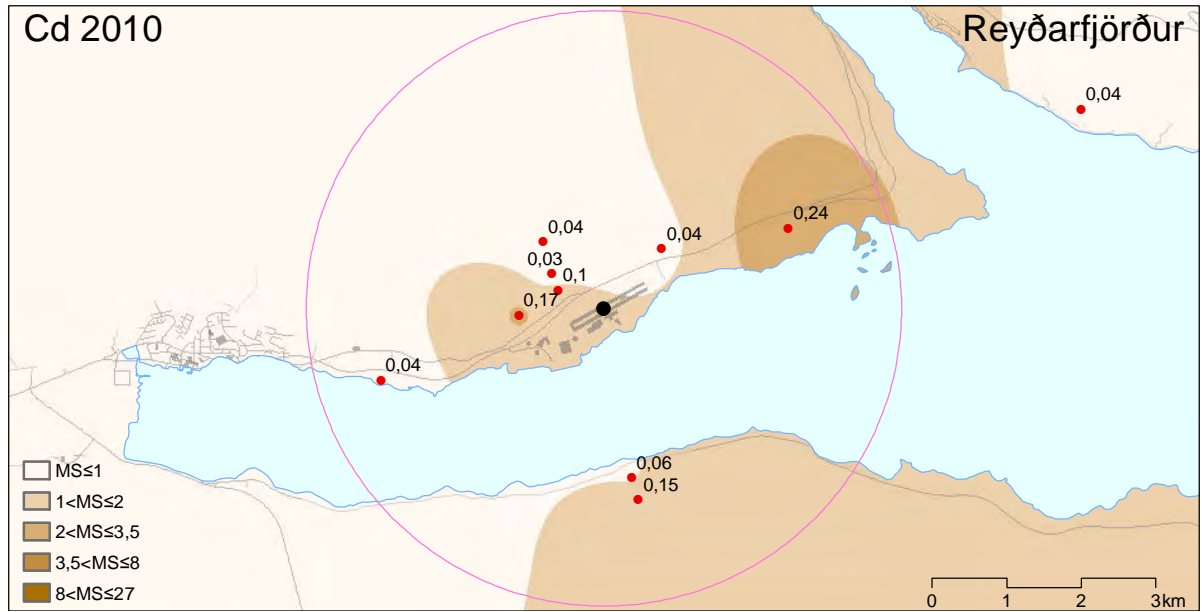 Cd 2010
Reyðarfjörður
0,04
0,24
0,04
0,04
0,03
0,1
0,17
0,04
0,06
0,15
MS≤1
1<MS≤2
2<MS≤3,5
3,5<MS≤8
8<MS≤27
0 1 2 3 km